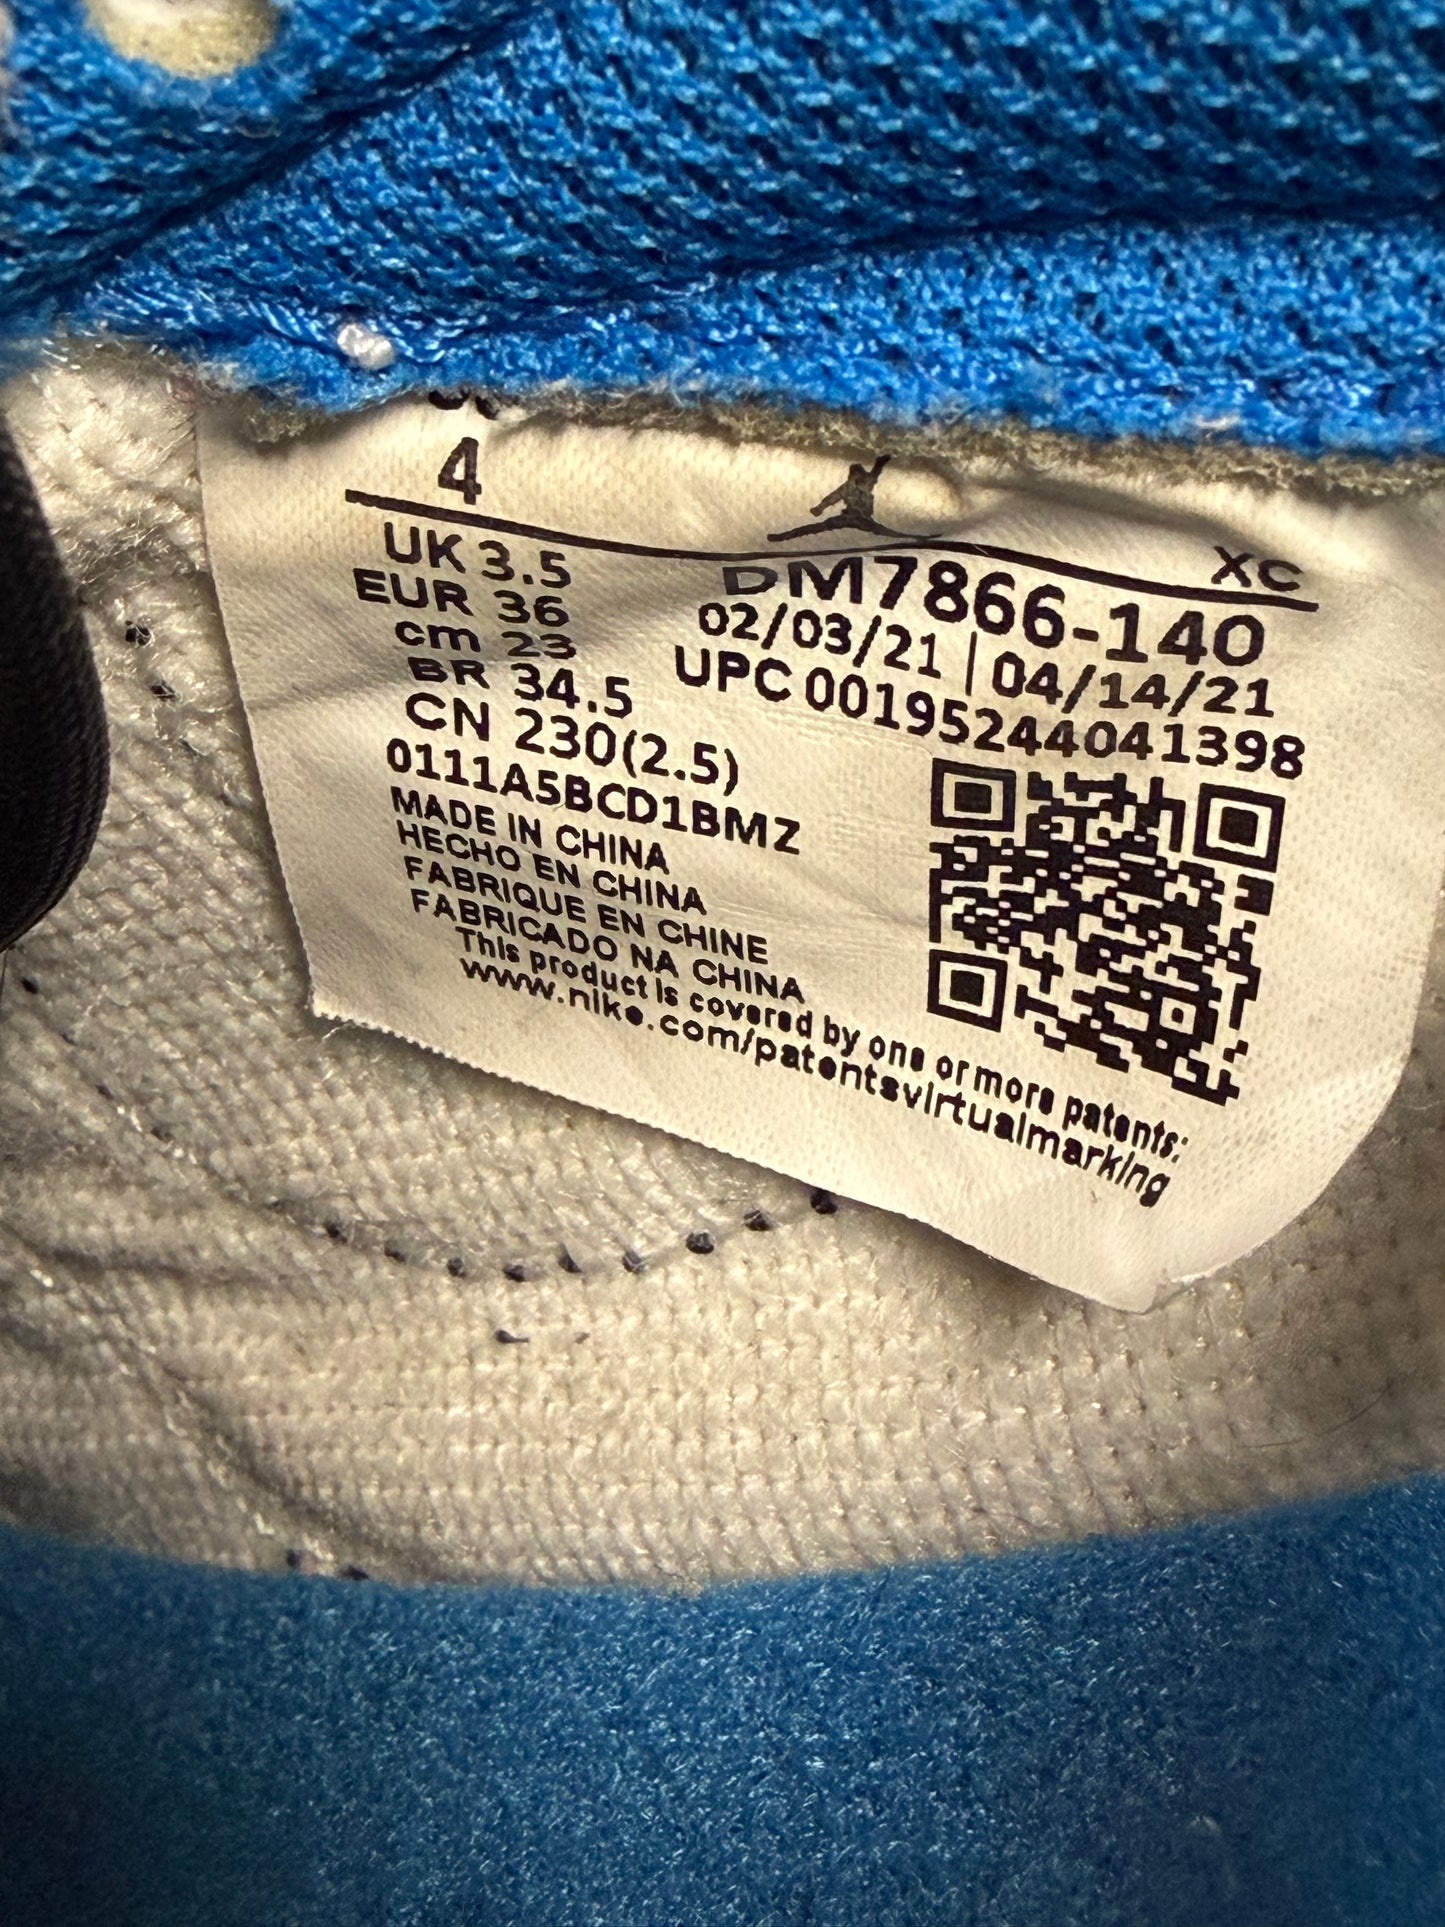 4
XC
UK 3.5
EUR 36
cm 23
BR 34.5
CN 230(2.5)
0111A5BCD1BMZ
DM7866-140
02/03/21 | 04/14/21
UPC 00195244041398
MADE IN CHINA
HECHO EN CHINA
FABRIQUE EN CHINE
FABRICADO NA CHINA
This product is covered by one or more patents:
www.nike.com/patentsvirtualmarking